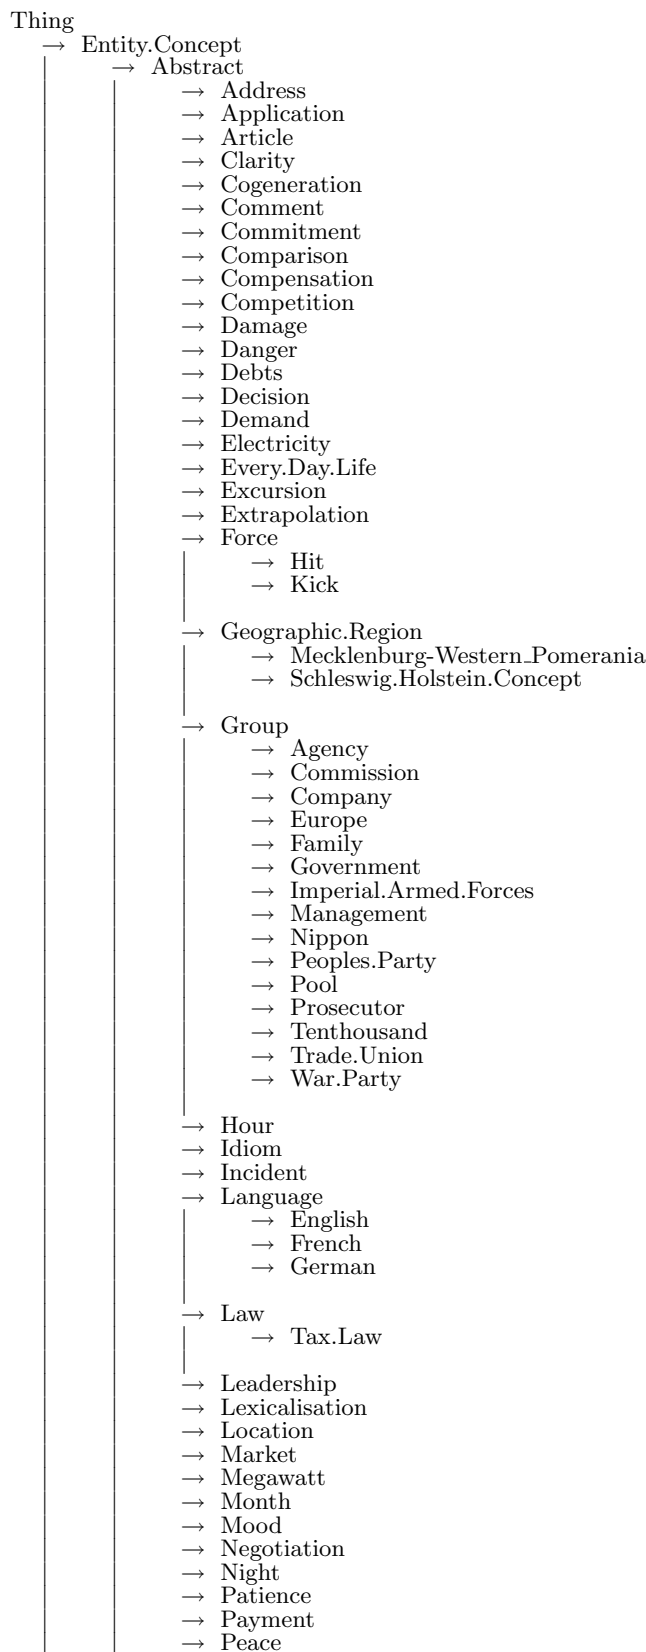 Thing
→ Entity.Concept
→ Abstract
→ Address
→ Application
→ Article
→ Clarity
→ Cogeneration
→ Comment
→ Commitment
→ Comparison
→ Compensation
→ Competition
→ Damage
→ Danger
→ Debts
→ Decision
→ Demand
→ Electricity
→ Every.Day.Life
→ Excursion
→ Extrapolation
→ Force
→ Hit
→ Kick
→ Geographic.Region
→ Mecklenburg-Western_Pomerania
→ Schleswig.Holstein.Concept
→ Group
→ Agency
→ Commission
→ Company
→ Europe
→ Family
→ Government
→ Imperial.Armed.Forces
→ Management
→ Nippon
→ Peoples.Party
→ Pool
→ Prosecutor
→ Tenthousand
→ Trade.Union
→ War.Party
→ Hour
→ Idiom
→ Incident
→ Language
→ English
→ French
→ German
→ Law
→ Tax.Law
→ Leadership
→ Lexicalisation
→ Location
→ Market
→ Megawatt
→ Month
→ Mood
→ Negotiation
→ Night
→ Patience
→ Payment
→ Peace